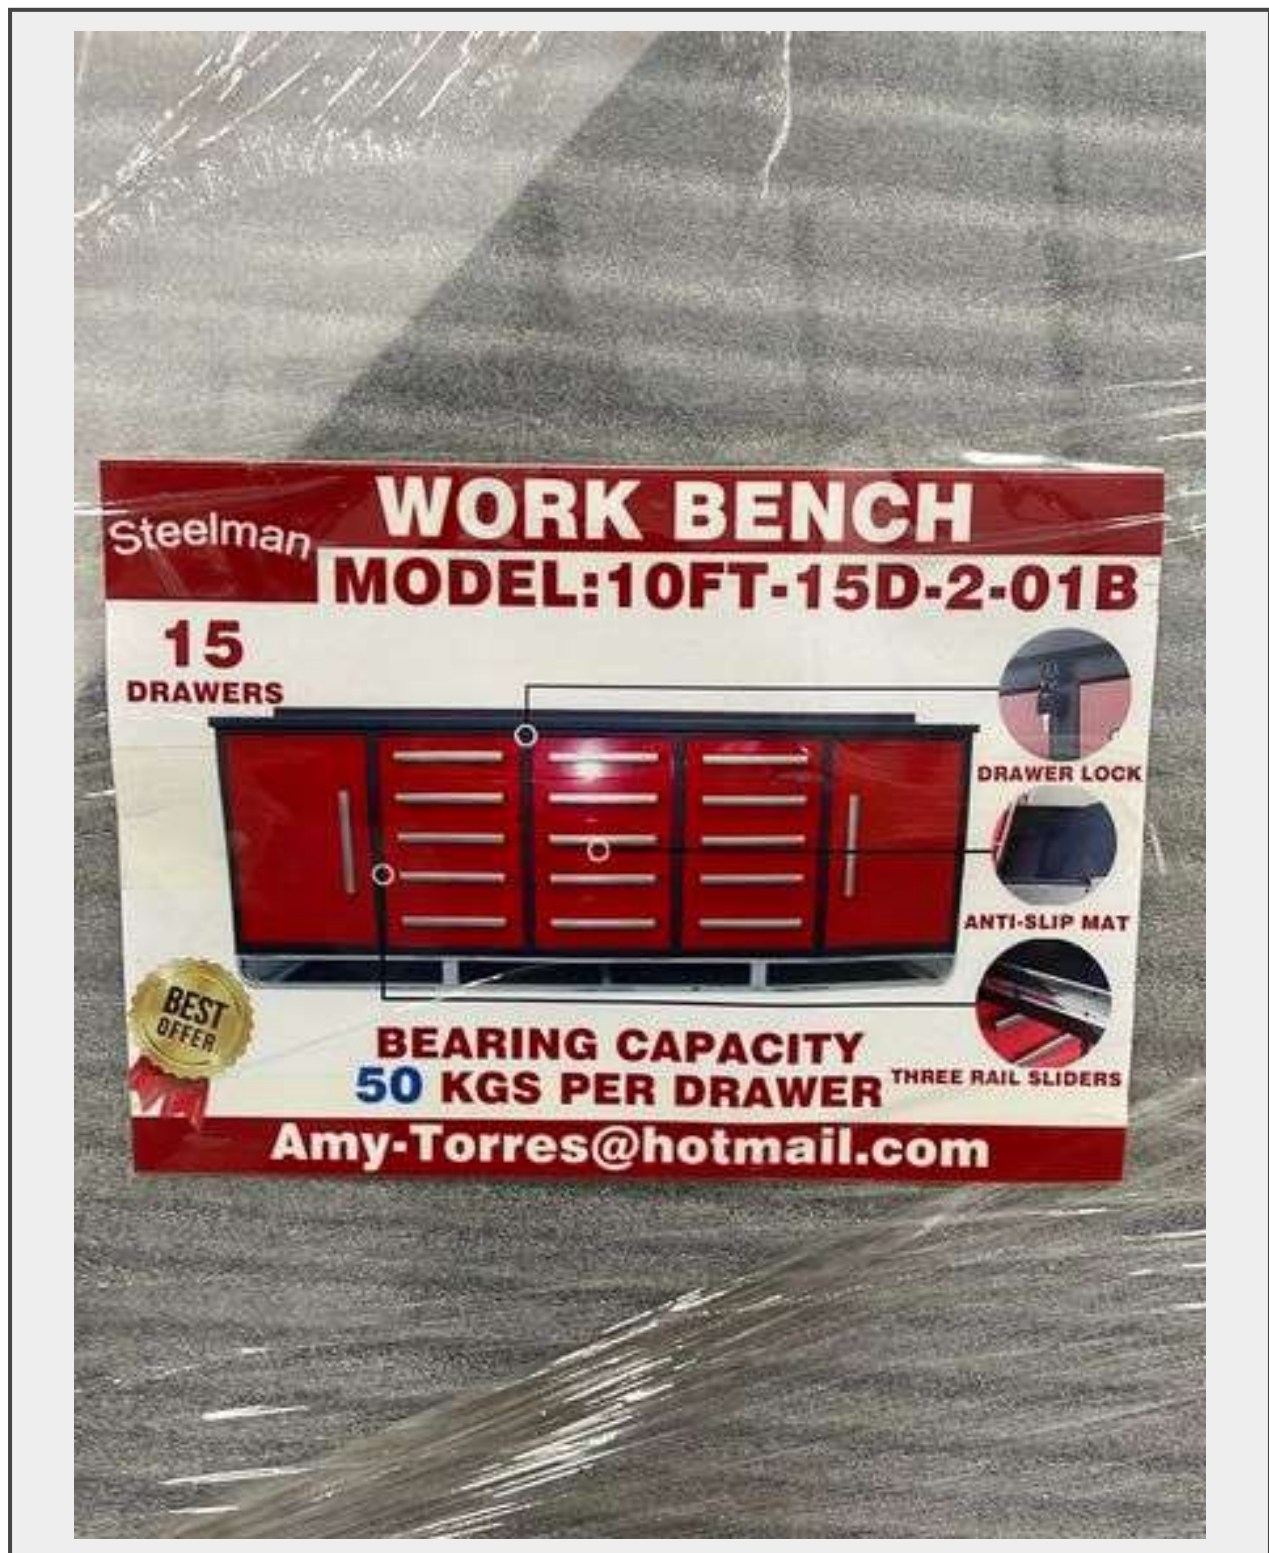 WORK BENCH
Steelman
MODEL:10FT-15D-2-01B
15
DRAWERS
DRAWER LOCK
ANTI-SLIP MAT
THREE RAIL SLIDERS
BEST
OFFER
BEARING CAPACITY
50 KGS PER DRAWER
Amy-Torres@hotmail.com